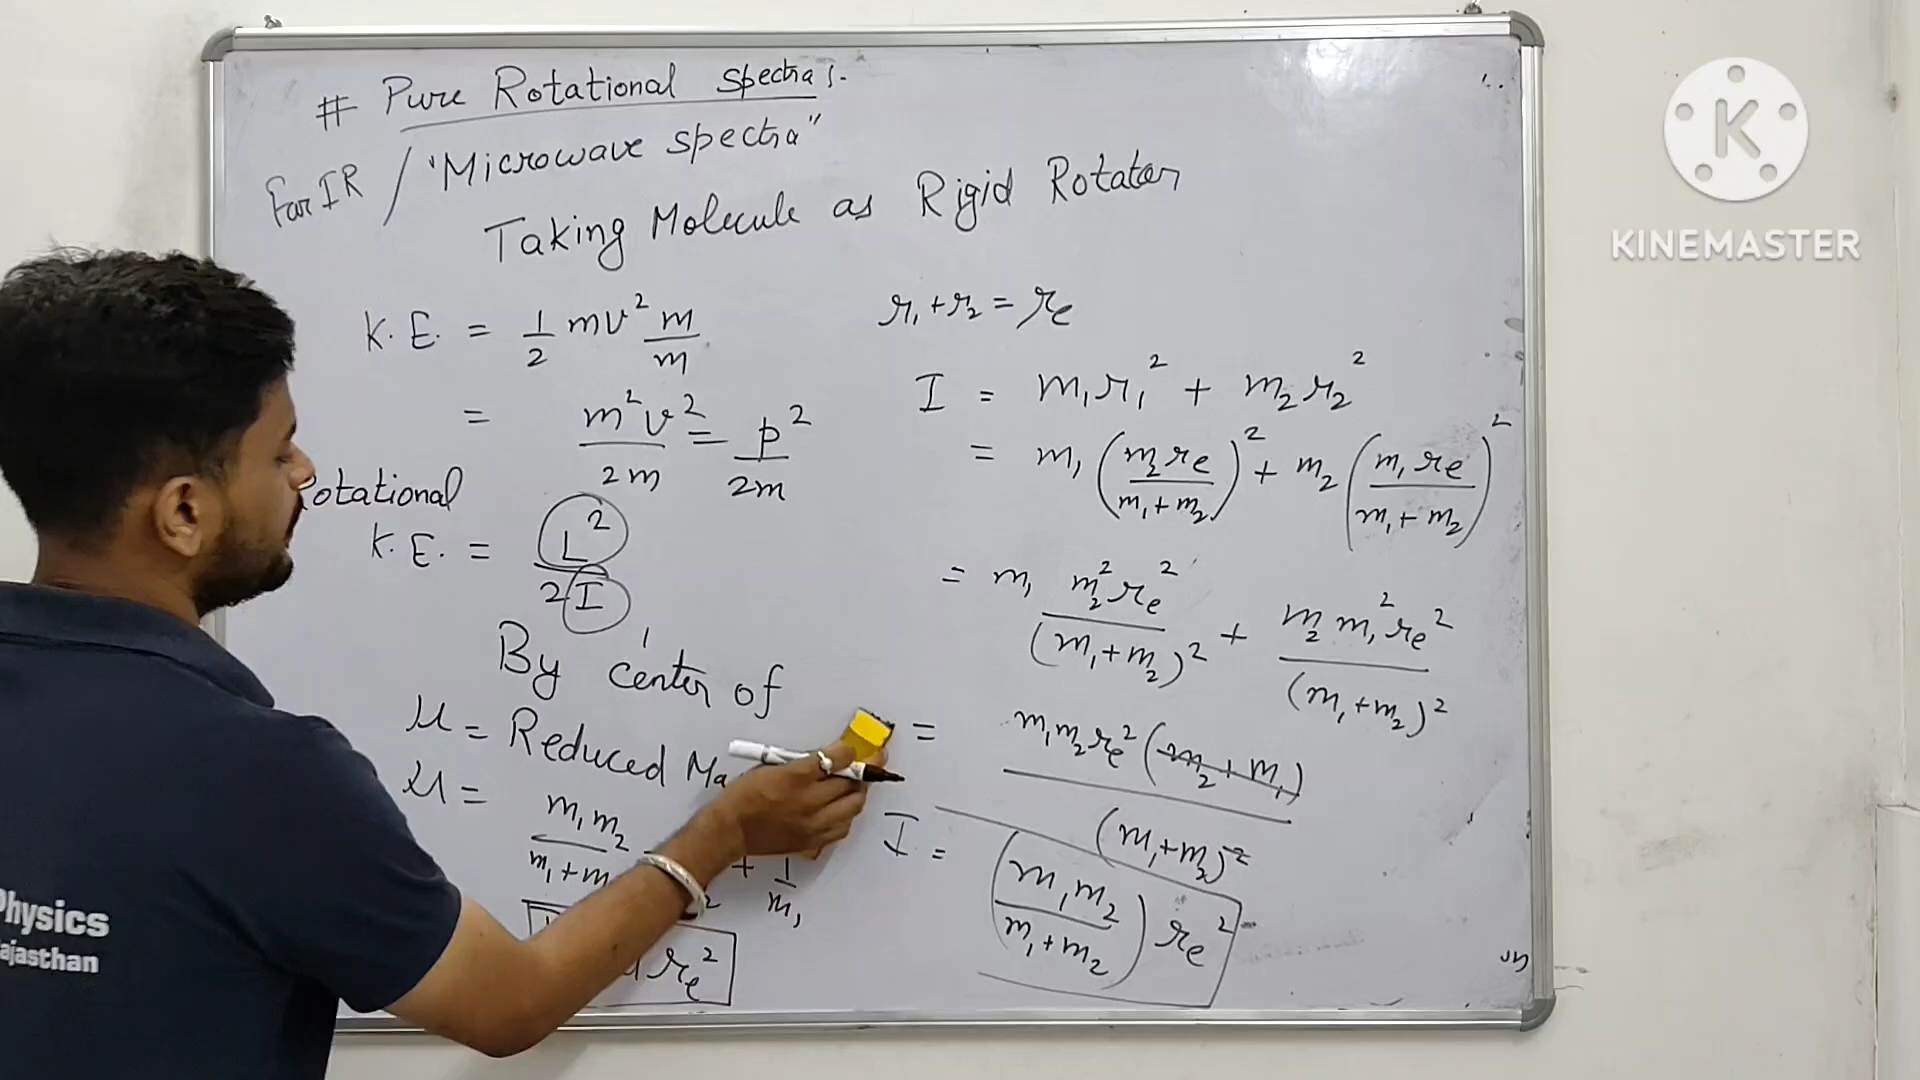 # Pure Rotational Spectra :-
Far IR / "Microwave spectra"
Taking Molecule as Rigid Rotator
K.E. = 1/2 mv² m/m
= m²v²/2m = p²/2m
Rotational
K.E. = L²/2I
By center of
μ = Reduced
μ = m₁m₂/m₁+m
+ 1/m₁
μ rₑ²
r₁ + r₂ = rₑ
I = m₁r₁² + m₂r₂²
= m₁ (m₂rₑ/m₁+m₂)² + m₂ (m₁rₑ/m₁+m₂)²
= m₁ m₂²rₑ²/(m₁+m₂)² + m₂m₁²rₑ²/(m₁+m₂)²
= m₁m₂rₑ²(m₂+m₁)/(m₁+m₂)²
I = (m₁m₂/m₁+m₂) rₑ²
K
KINEMASTER
Physics
ajasthan